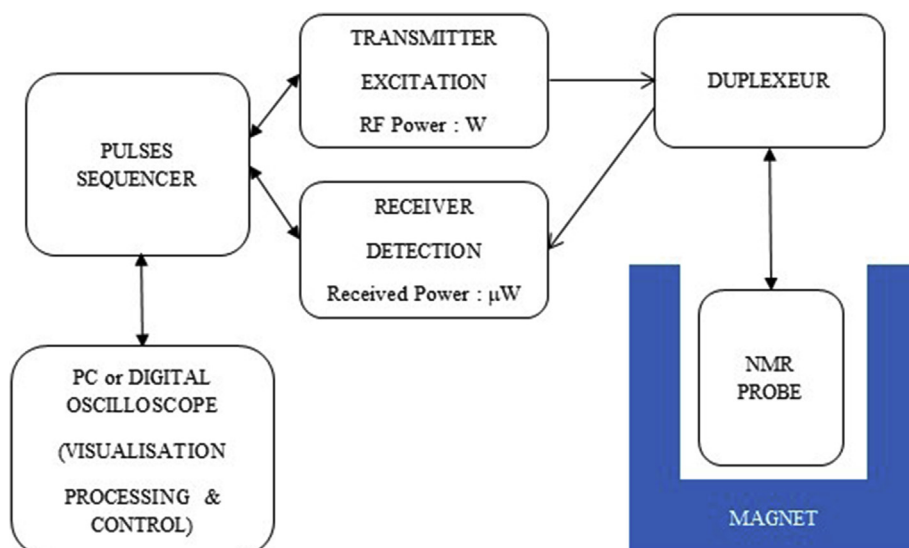 TRANSMITTER
EXCITATION
RF Power : W
DUPLEXEUR
PULSES
SEQUENCER
RECEIVER
DETECTION
Received Power : µW
PC or DIGITAL
OSCILLOSCOPE
(VISUALISATION
PROCESSING &
CONTROL)
NMR
PROBE
MAGNET